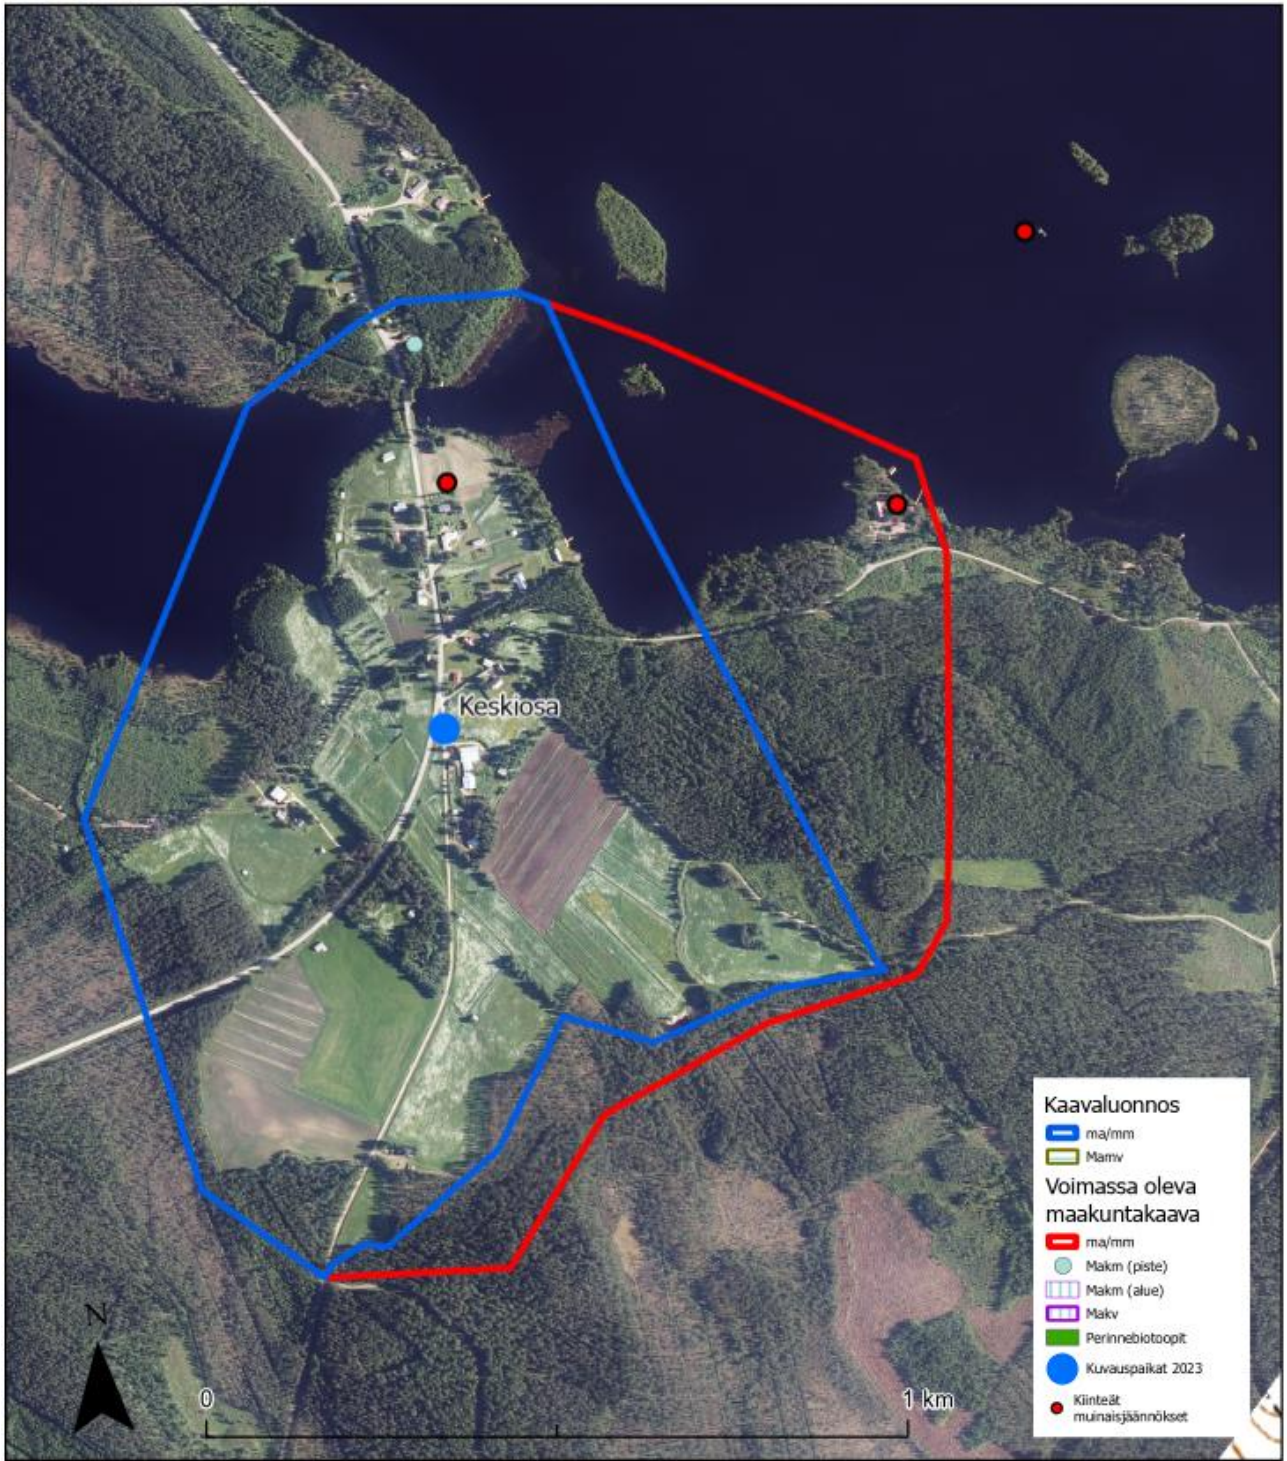 Keskiosa
Kaavaluonnos
ma/mm
Mamv
Voimassa oleva
maakuntakaava
ma/mm
Makm (piste)
Makm (alue)
Makv
Perinnebiotoopit
Kuvauspaikat 2023
Kiinteät
muinaisjäännökset
N
0
1 km